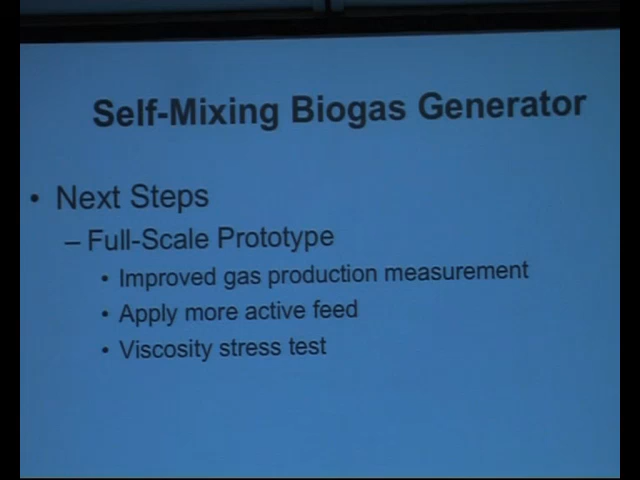 Self-Mixing Biogas Generator
• Next Steps
– Full-Scale Prototype
• Improved gas production measurement
• Apply more active feed
• Viscosity stress test